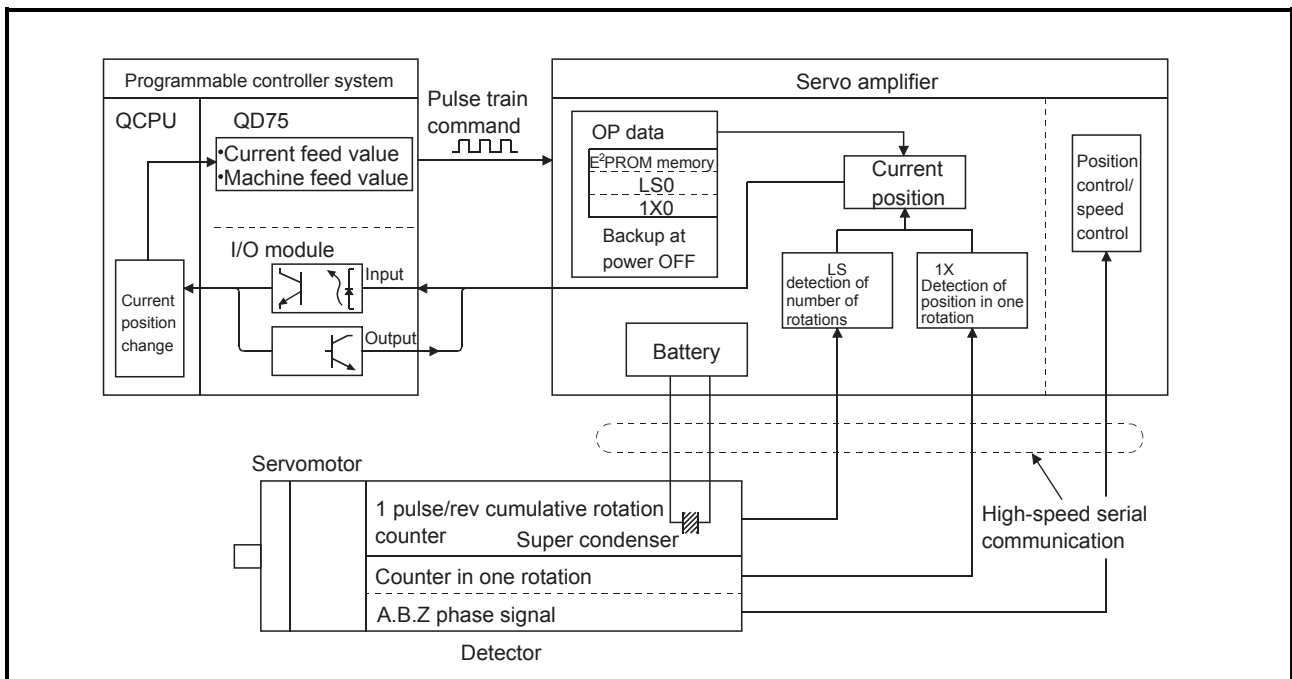 Programmable controller system
QCPU
QD75
•Current feed value
•Machine feed value
I/O module
Input
Output
Current
position
change
Pulse train
command
Servo amplifier
OP data
E²PROM memory
LS0
1X0
Backup at
power OFF
Current
position
LS
detection of
number of
rotations
1X
Detection of
position in one
rotation
Position
control/
speed
control
Battery
Servomotor
1 pulse/rev cumulative rotation
counter
Super condenser
Counter in one rotation
A.B.Z phase signal
Detector
High-speed serial
communication